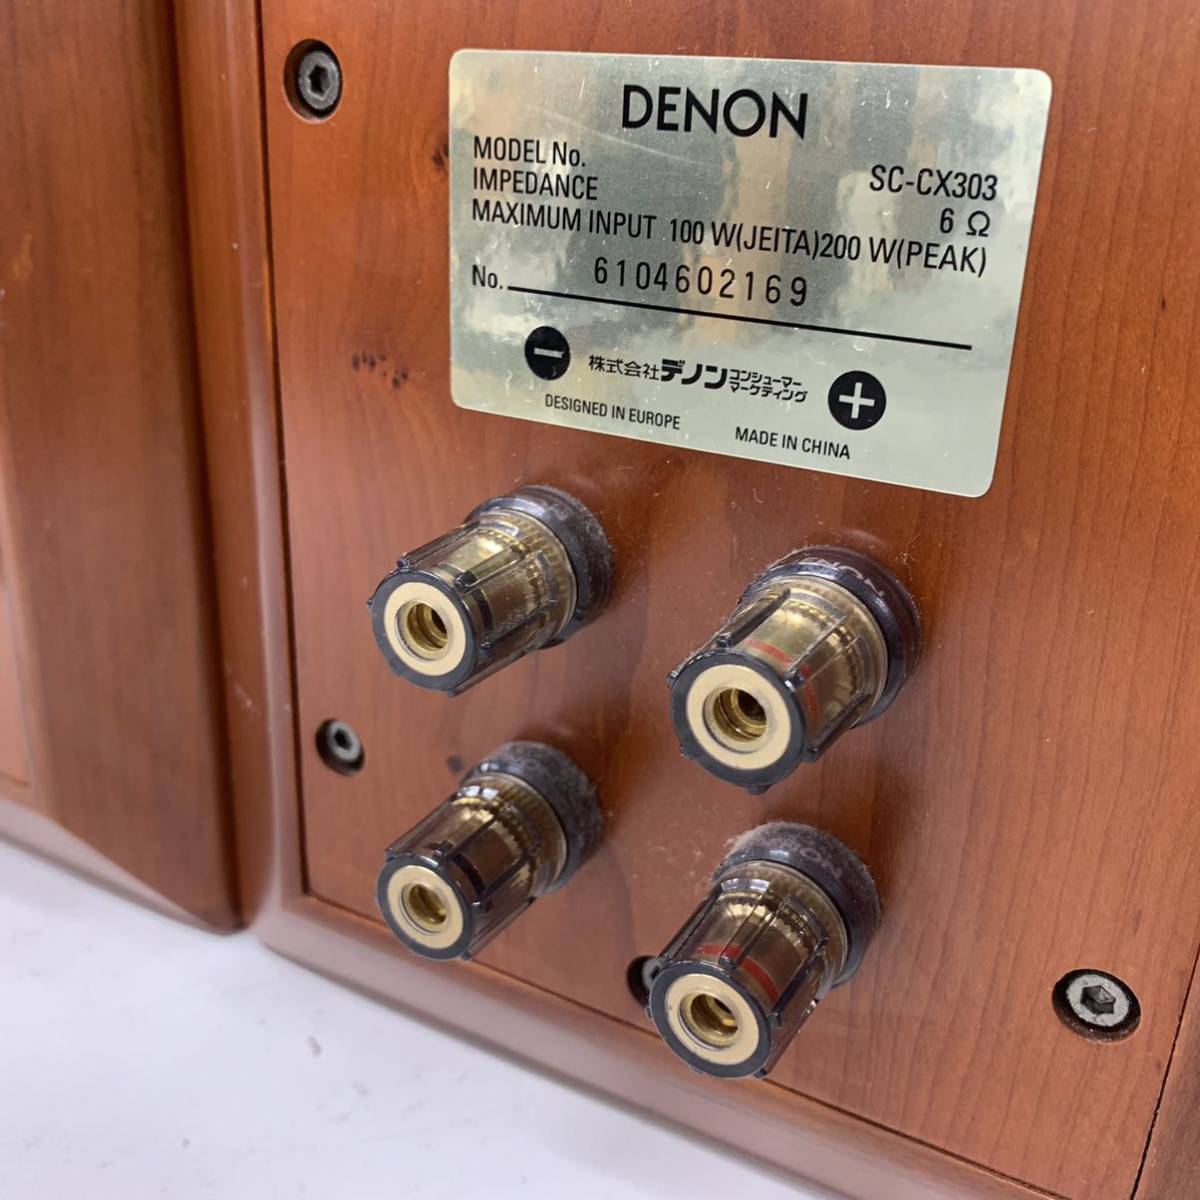 DENON
MODEL No. SC-CX303
IMPEDANCE 6 Ω
MAXIMUM INPUT 100 W(JEITA)200 W(PEAK)
No. 6104602169
− 株式会社デノン コンシューマー マーケティング +
DESIGNED IN EUROPE MADE IN CHINA
DENON
DENON